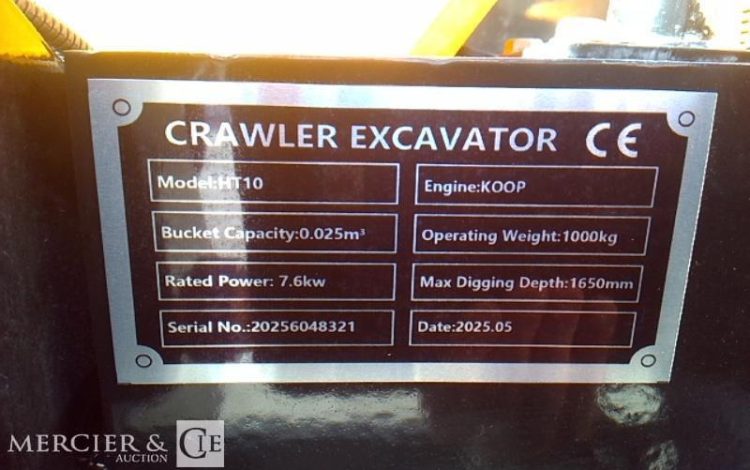 CRAWLER EXCAVATOR CE
Model:HT10
Engine:KOOP
Bucket Capacity:0.025m³
Operating Weight:1000kg
Rated Power: 7.6kw
Max Digging Depth:1650mm
Serial No.:20256048321
Date:2025.05
MERCIER & CIE
AUCTION